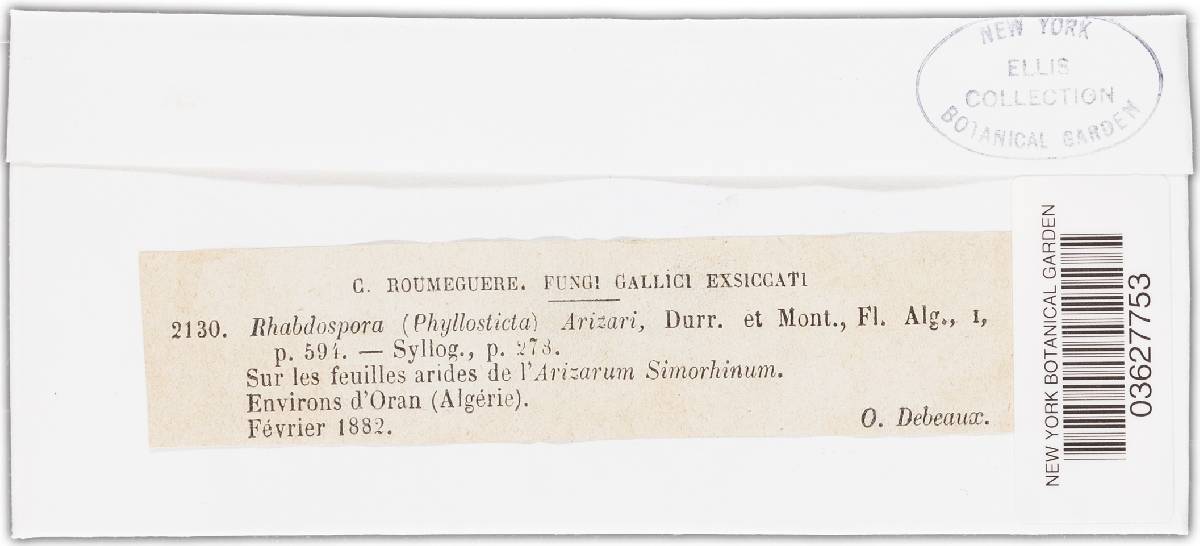 NEW YORK
ELLIS
COLLECTION
BOTANICAL GARDEN
C. ROUMEGUERE. FUNGI GALLICI EXSICCATI
2130. Rhabdospora (Phyllosticta) Arizari, Durr. et Mont., Fl. Alg., I,
p. 594. — Syllog., p. 278.
Sur les feuilles arides de l'Arizarum Simorhinum.
Environs d'Oran (Algérie).
Février 1882.
O. Debeaux.
NEW YORK BOTANICAL GARDEN
03627753